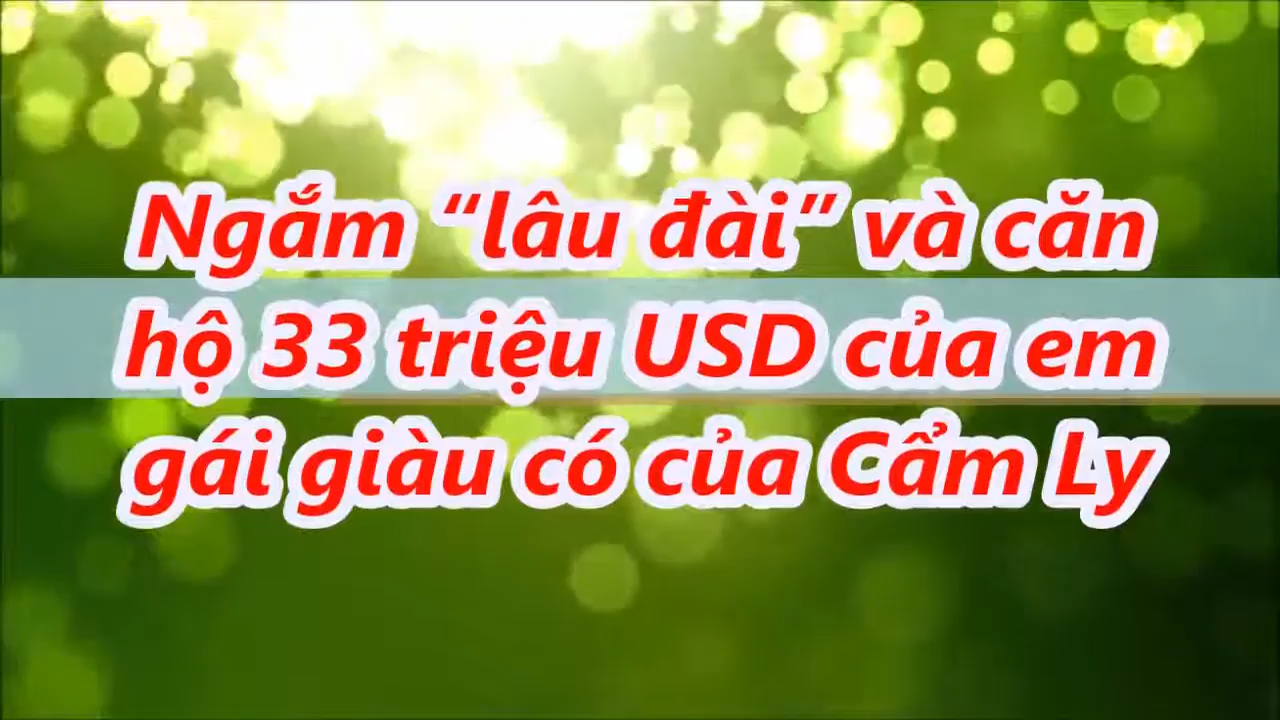 Ngắm “lâu đài” và căn
hộ 33 triệu USD của em
gái giàu có của Cẩm Ly